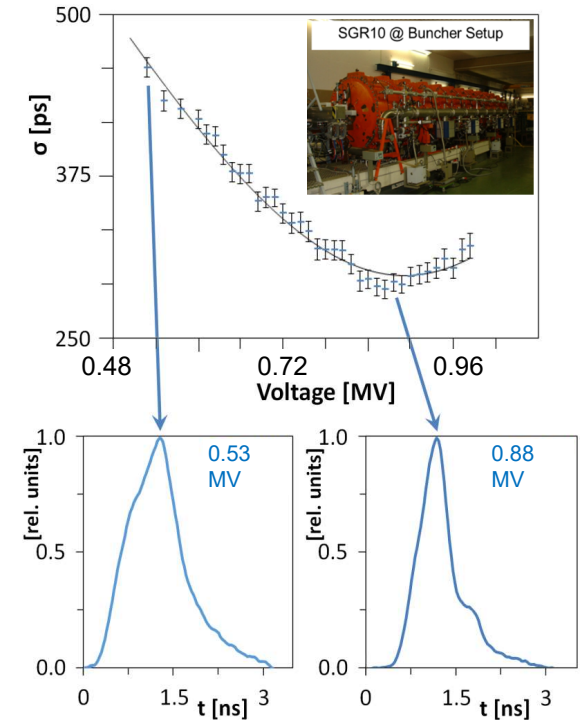 SGR10 @ Buncher Setup
500
375
250
σ [ps]
0.48 0.72 0.96
Voltage [MV]
1.0
0.5
0.0
[rel. units]
0.53
MV
0 1.5 3
t [ns]
1.0
0.5
0.0
[rel. units]
0.88
MV
0 1.5 3
t [ns]